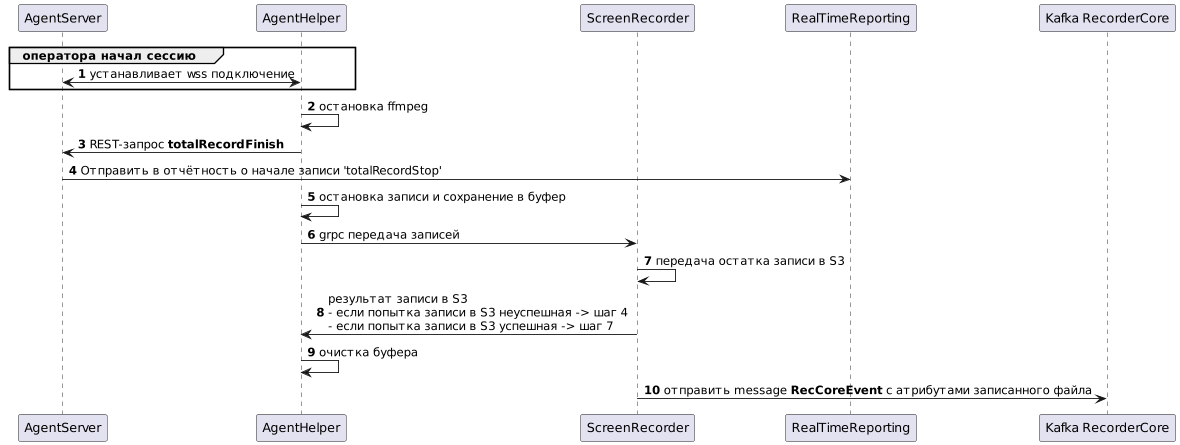 AgentServer AgentHelper ScreenRecorder RealTimeReporting Kafka RecorderCore
оператора начал сессию
1 устанавливает wss подключение
2 остановка ffmpeg
3 REST-запрос totalRecordFinish
4 Отправить в отчётность о начале записи 'totalRecordStop'
5 остановка записи и сохранение в буфер
6 grpc передача записей
7 передача остатка записи в S3
результат записи в S3
8 - если попытка записи в S3 неуспешная -> шаг 4
- если попытка записи в S3 успешная -> шаг 7
9 очистка буфера
10 отправить message RecCoreEvent с атрибутами записанного файла
AgentServer AgentHelper ScreenRecorder RealTimeReporting Kafka RecorderCore